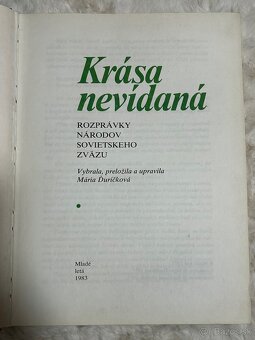 Krása
nevídaná
ROZPRÁVKY
NÁRODOV
SOVIETSKEHO
ZVÄZU
Vybrala, preložila a upravila
Mária Ďuríčková
Mladé
letá
1983